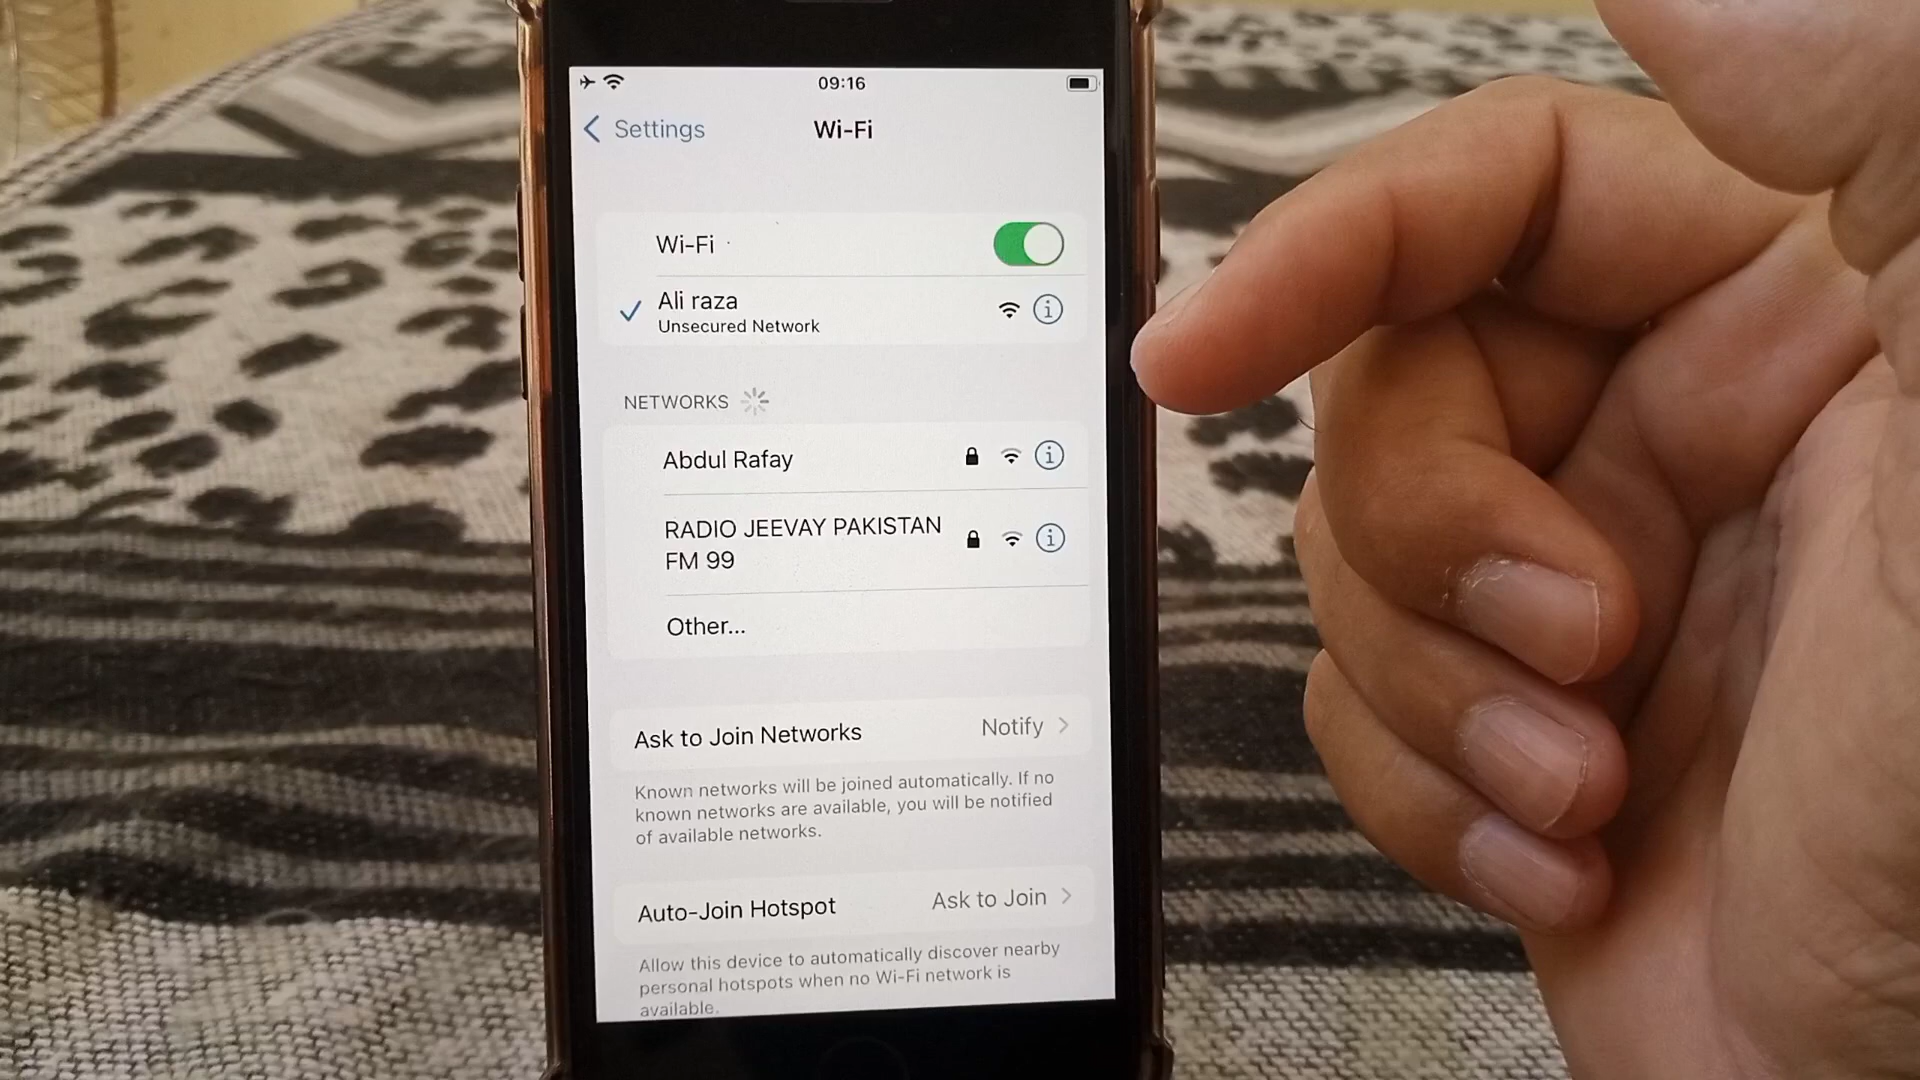 09:16
Settings
Wi-Fi
Wi-Fi
Ali raza
Unsecured Network
NETWORKS
Abdul Rafay
RADIO JEEVAY PAKISTAN
FM 99
Other...
Ask to Join Networks
Notify
Known networks will be joined automatically. If no
known networks are available, you will be notified
of available networks.
Auto-Join Hotspot
Ask to Join
Allow this device to automatically discover nearby
personal hotspots when no Wi-Fi network is
available.